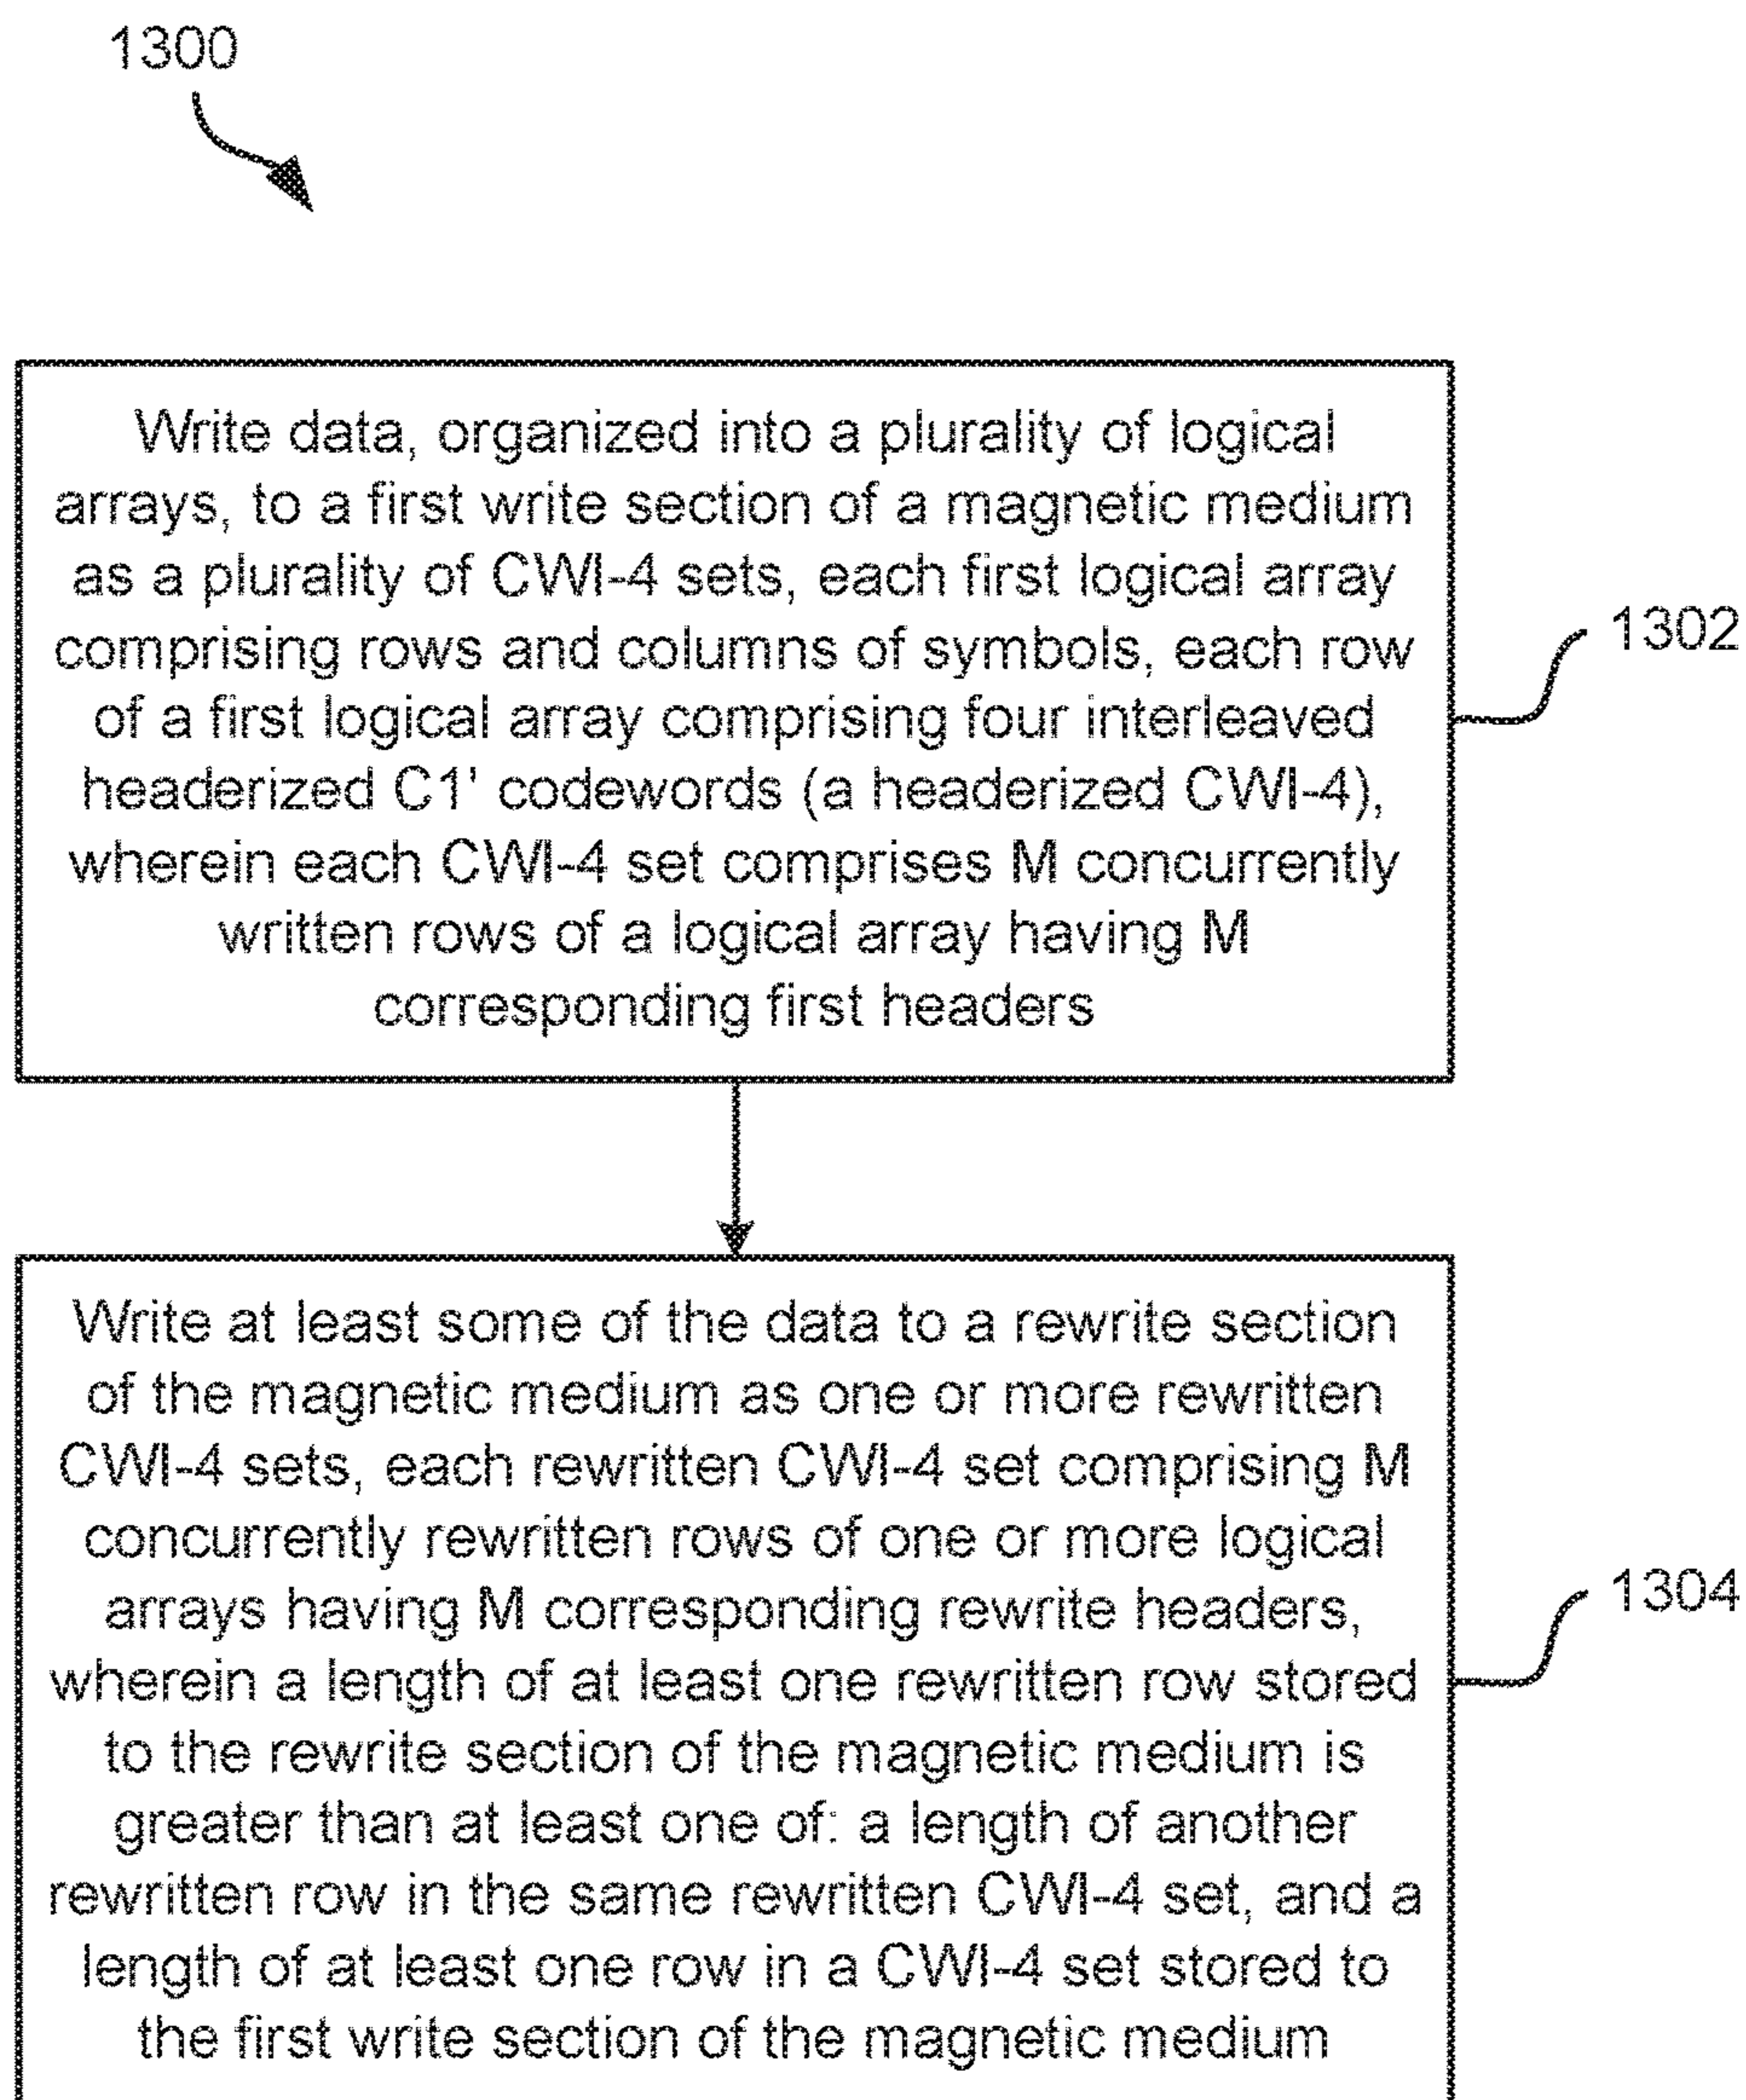 1300
Write data, organized into a plurality of logical
arrays, to a first write section of a magnetic medium
as a plurality of CWI-4 sets, each first logical array
comprising rows and columns of symbols, each row
of a first logical array comprising four interleaved
headerized C1' codewords (a headerized CWI-4),
wherein each CWI-4 set comprises M concurrently
written rows of a logical array having M
corresponding first headers
1302
Write at least some of the data to a rewrite section
of the magnetic medium as one or more rewritten
CWI-4 sets, each rewritten CWI-4 set comprising M
concurrently rewritten rows of one or more logical
arrays having M corresponding rewrite headers,
wherein a length of at least one rewritten row stored
to the rewrite section of the magnetic medium is
greater than at least one of: a length of another
rewritten row in the same rewritten CWI-4 set, and a
length of at least one row in a CWI-4 set stored to
the first write section of the magnetic medium
1304